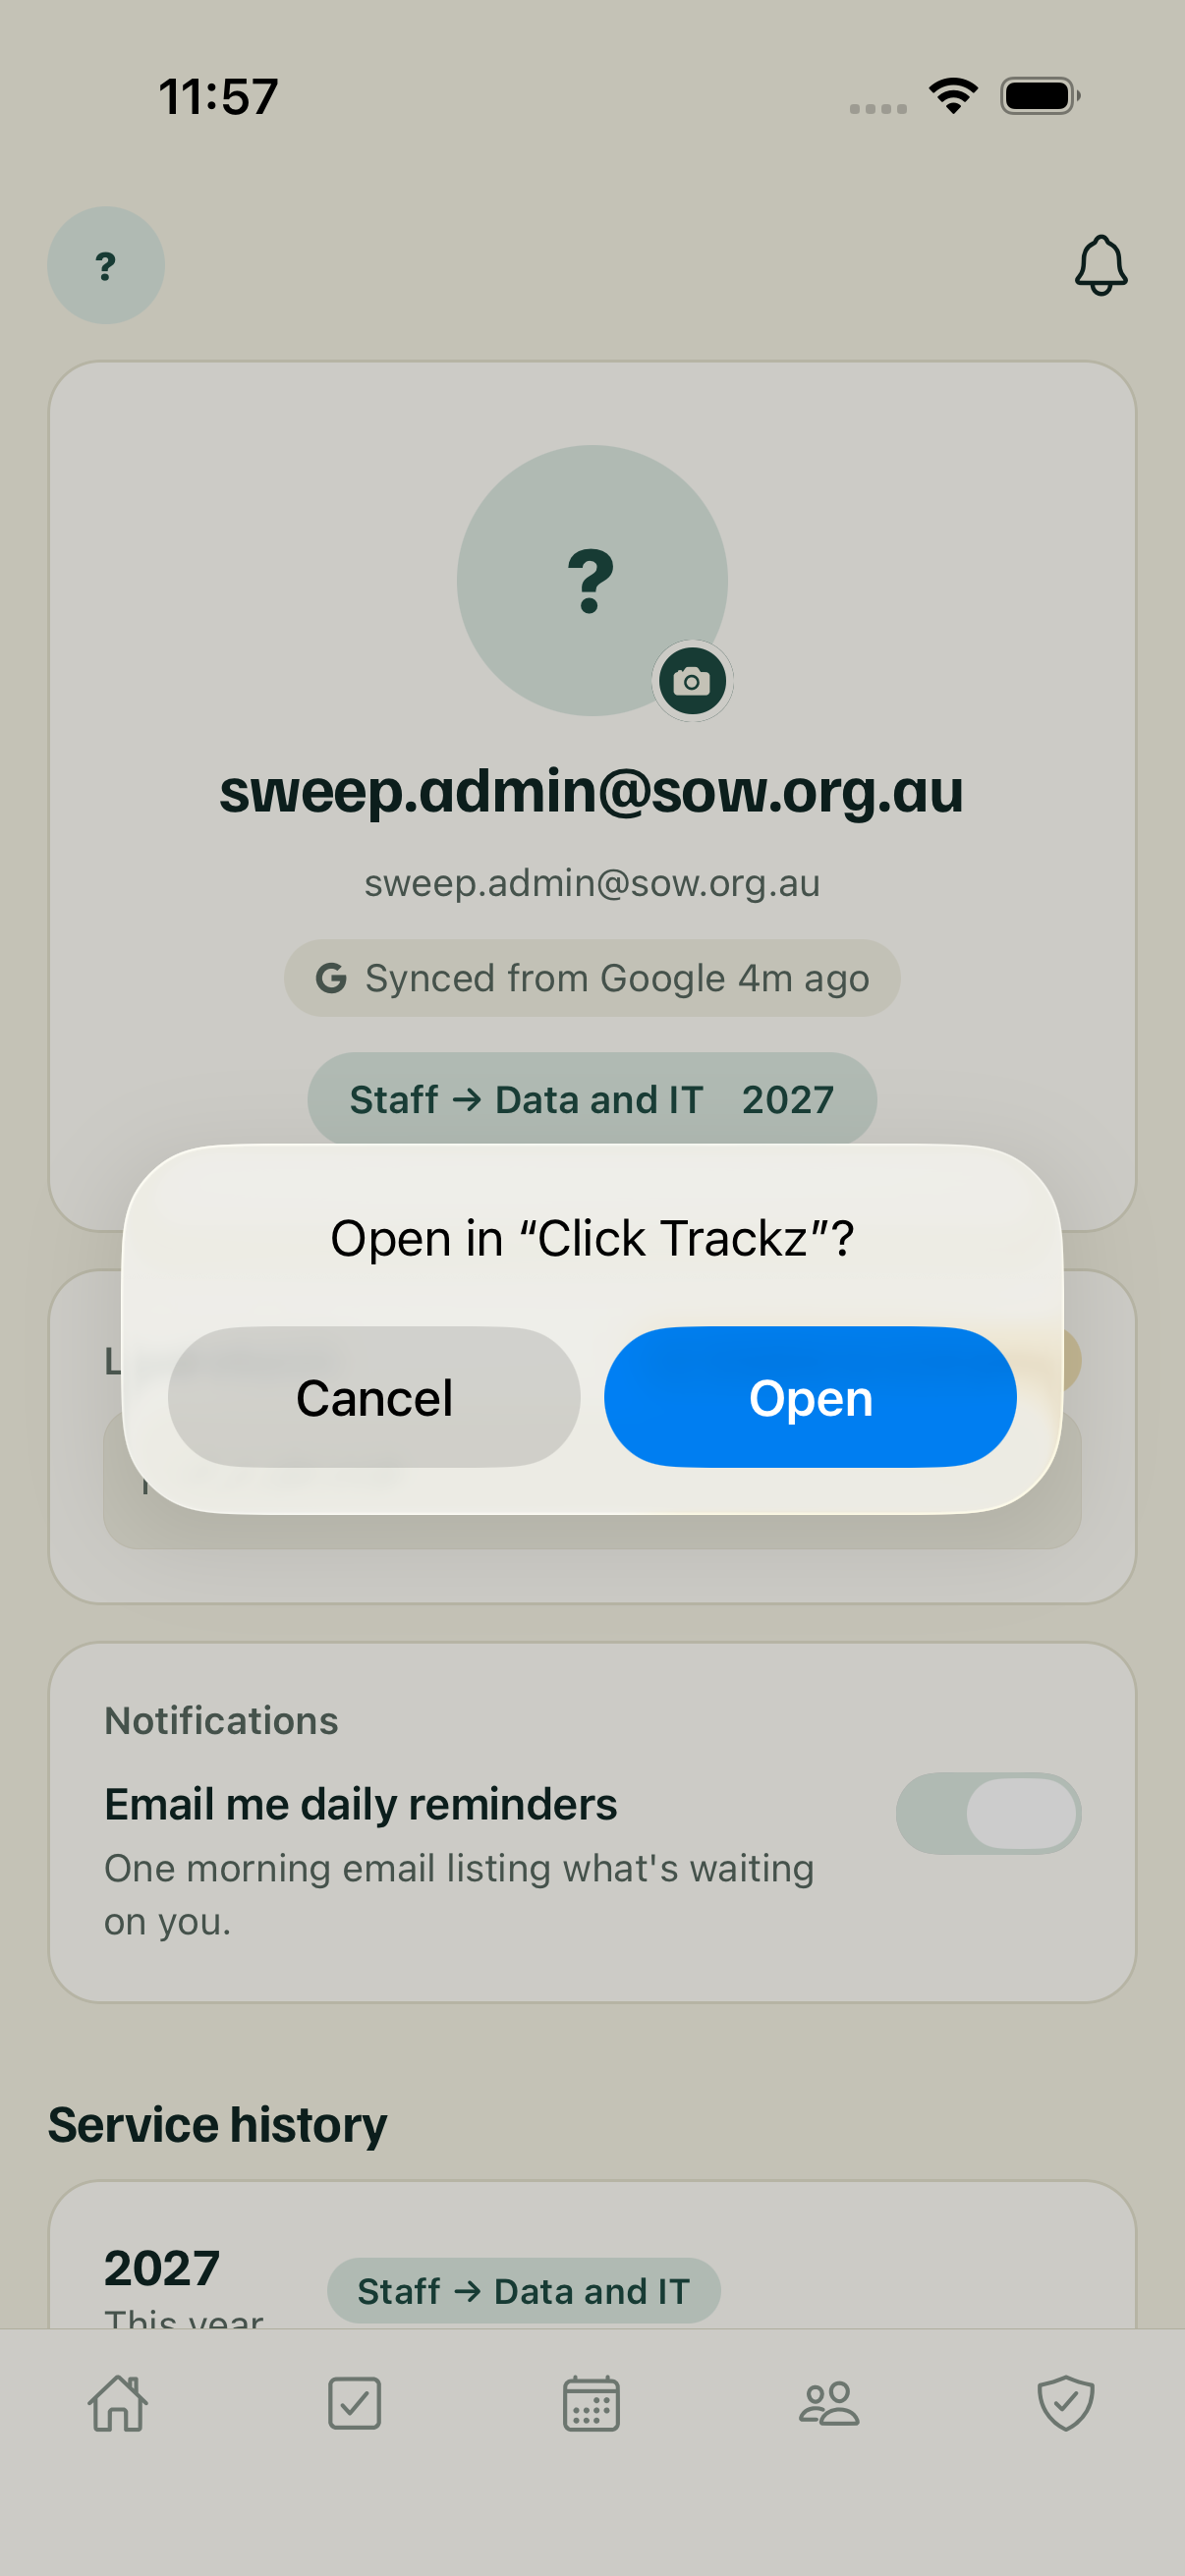 11:57
?
?
sweep.admin@sow.org.au
sweep.admin@sow.org.au
Synced from Google 4m ago
Staff → Data and IT 2027
Open in “Click Trackz”?
Cancel
Open
Notifications
Email me daily reminders
One morning email listing what's waiting
on you.
Service history
2027
Staff → Data and IT
This year